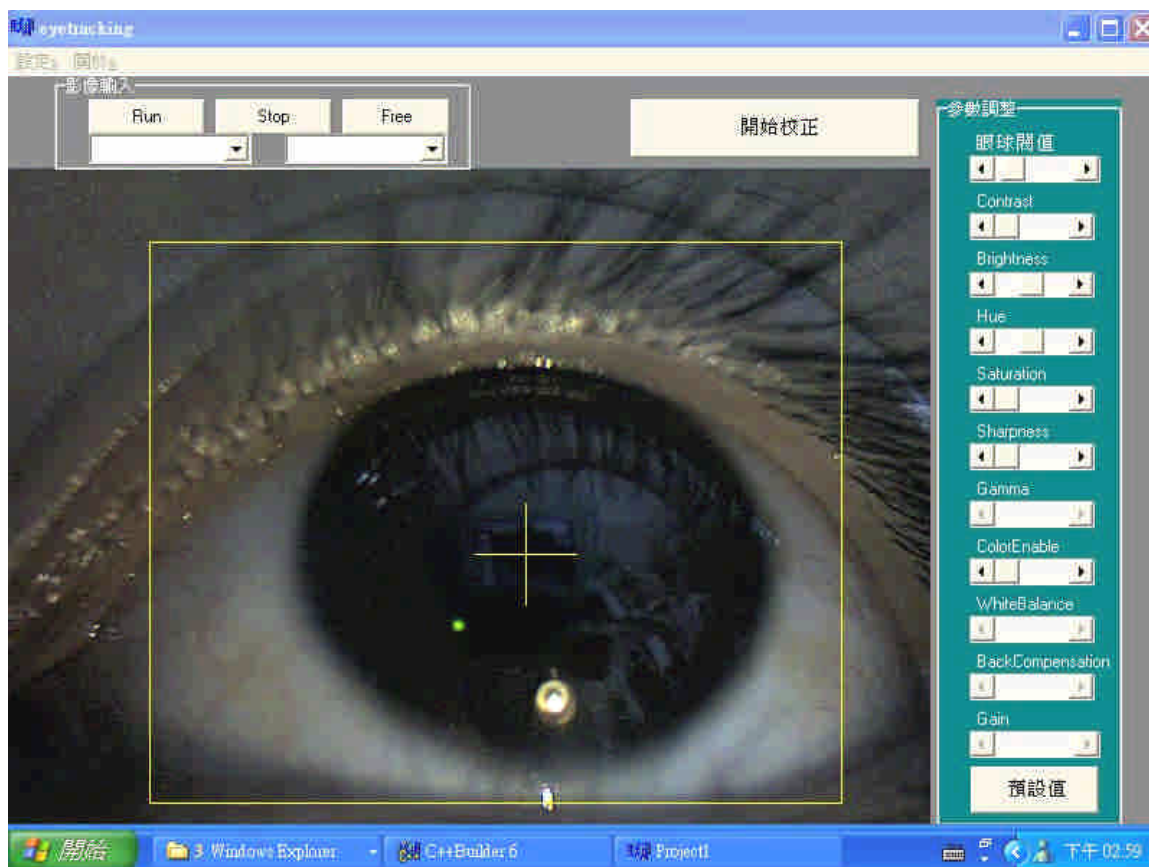 eyetracking
影像輸入
Run Stop Free
開始校正
參數調整
眼球閥值
Contrast
Brightness
Hue
Saturation
Sharpness
Gamma
ColorEnable
WhiteBalance
BackCompensation
Gain
預設值
開始 3 Windows Explorer C++Builder 6 Project1 下午 02:59